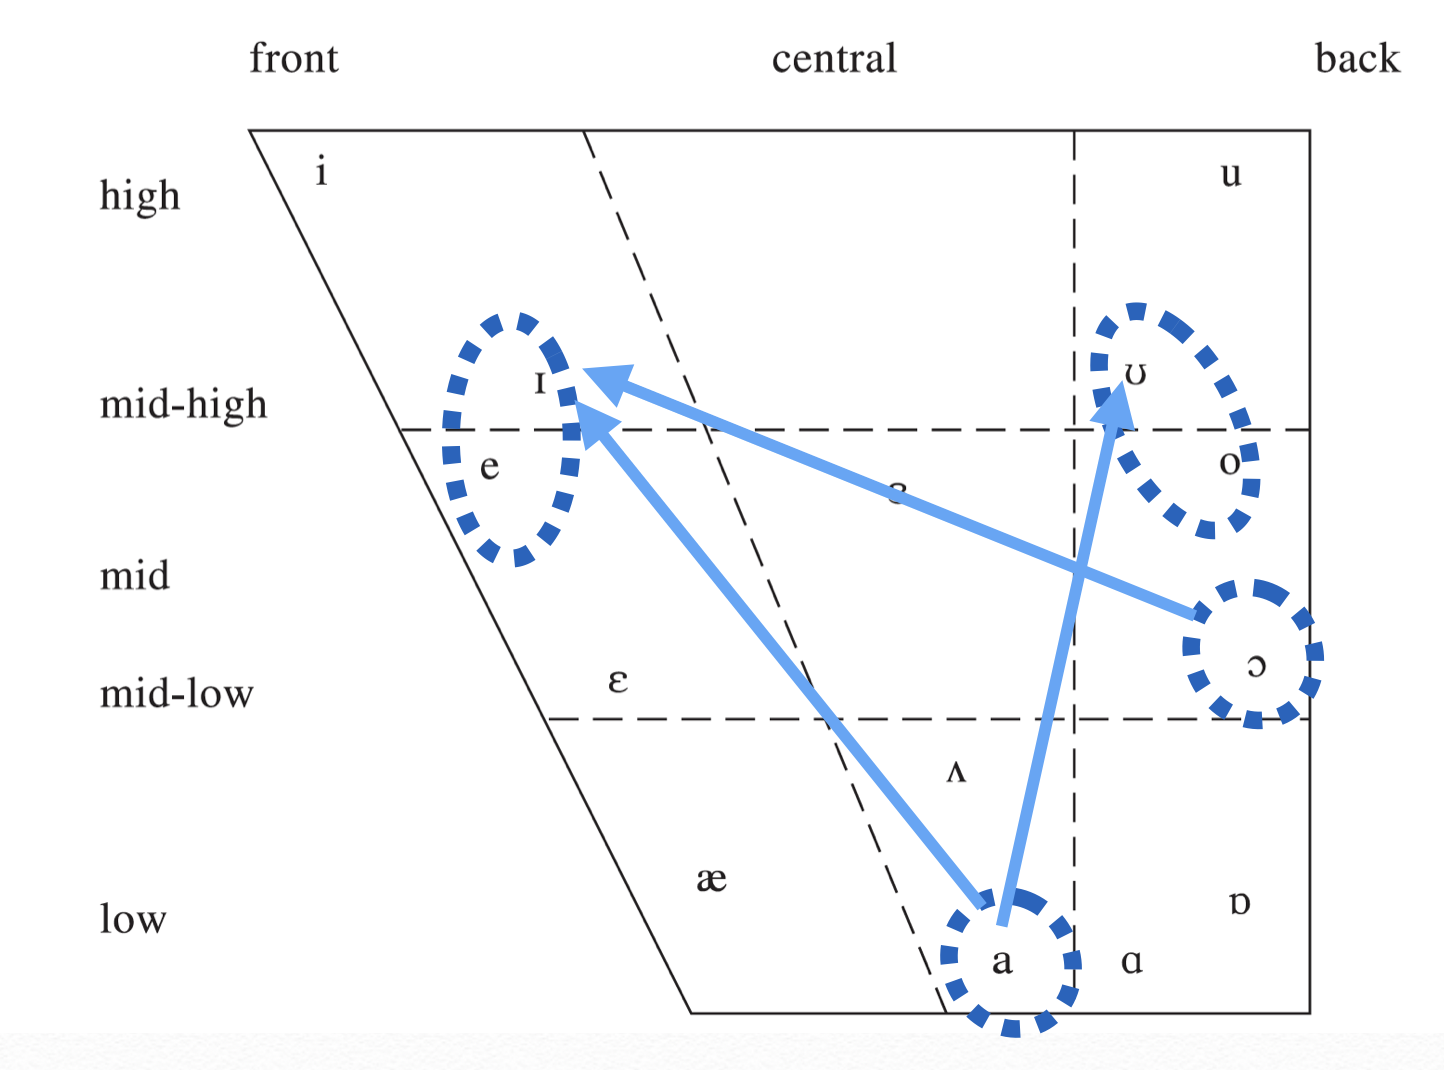 front central back
high i u
mid-high ɪ ʊ
e o
mid ɜ
mid-low ɛ ɔ
ʌ
low æ ɒ
a ɑ